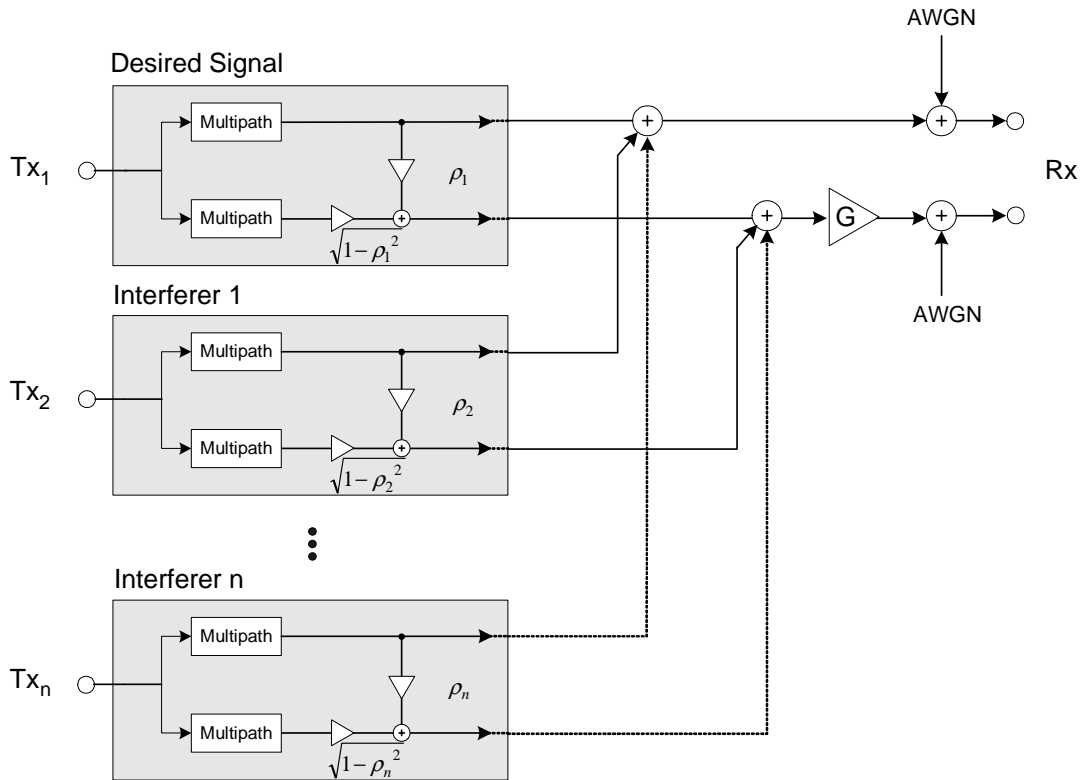 AWGN
Desired Signal
Multipath
Tx₁
ρ₁
Rx
Multipath
√1−ρ₁²
G
Interferer 1
AWGN
Multipath
Tx₂
ρ₂
Multipath
√1−ρ₂²
Interferer n
Multipath
Txₙ
ρₙ
Multipath
√1−ρₙ²